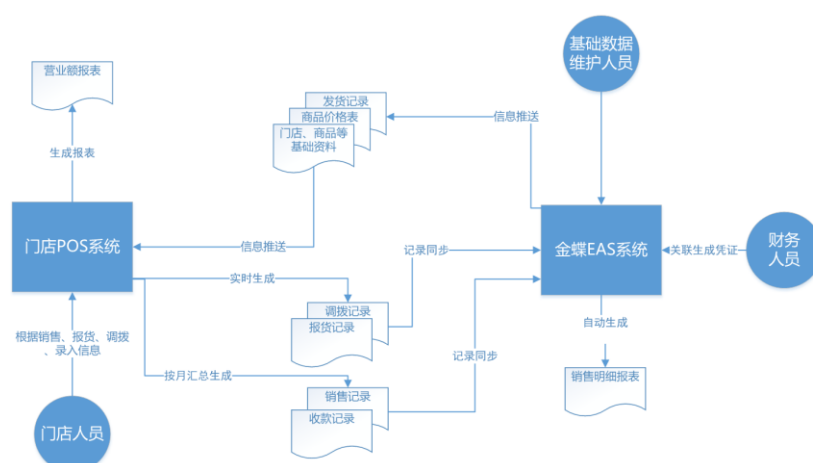 基础数据
维护人员
营业额报表
发货记录
商品价格表
门店、商品等
基础资料
信息推送
生成报表
门店POS系统
信息推送
记录同步
金蝶EAS系统
关联生成凭证
财务
人员
实时生成
调拨记录
报货记录
自动生成
根据销售、报货、调拨
、录入信息
记录同步
按月汇总生成
销售记录
收款记录
销售明细报表
门店人员